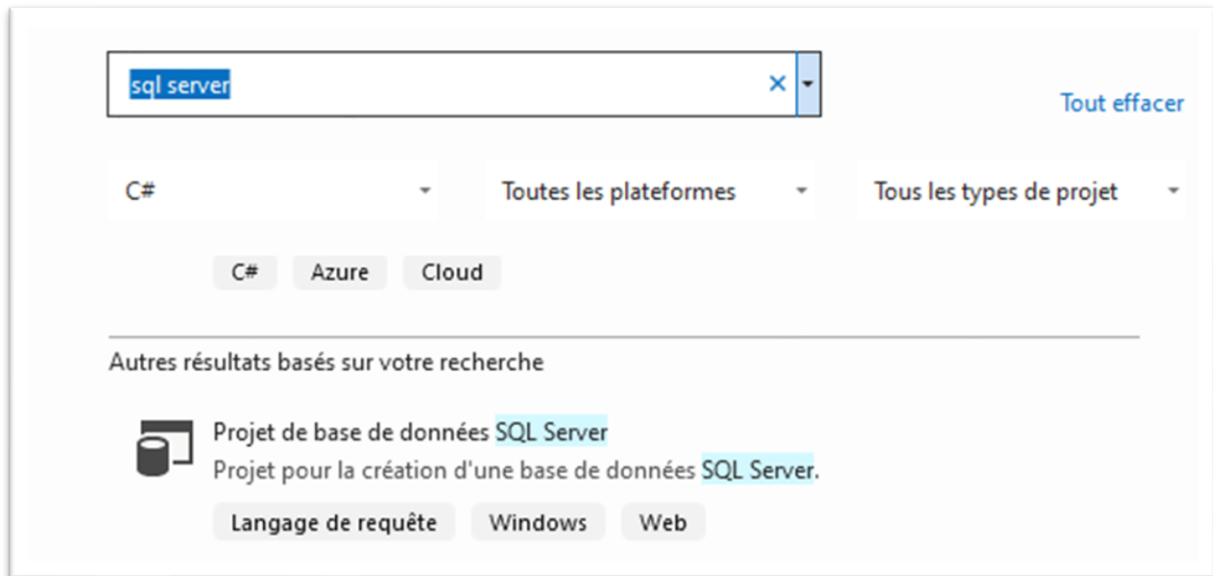 sql server
Tout effacer
C# Toutes les plateformes Tous les types de projet
C# Azure Cloud
Autres résultats basés sur votre recherche
Projet de base de données SQL Server
Projet pour la création d'une base de données SQL Server.
Langage de requête Windows Web